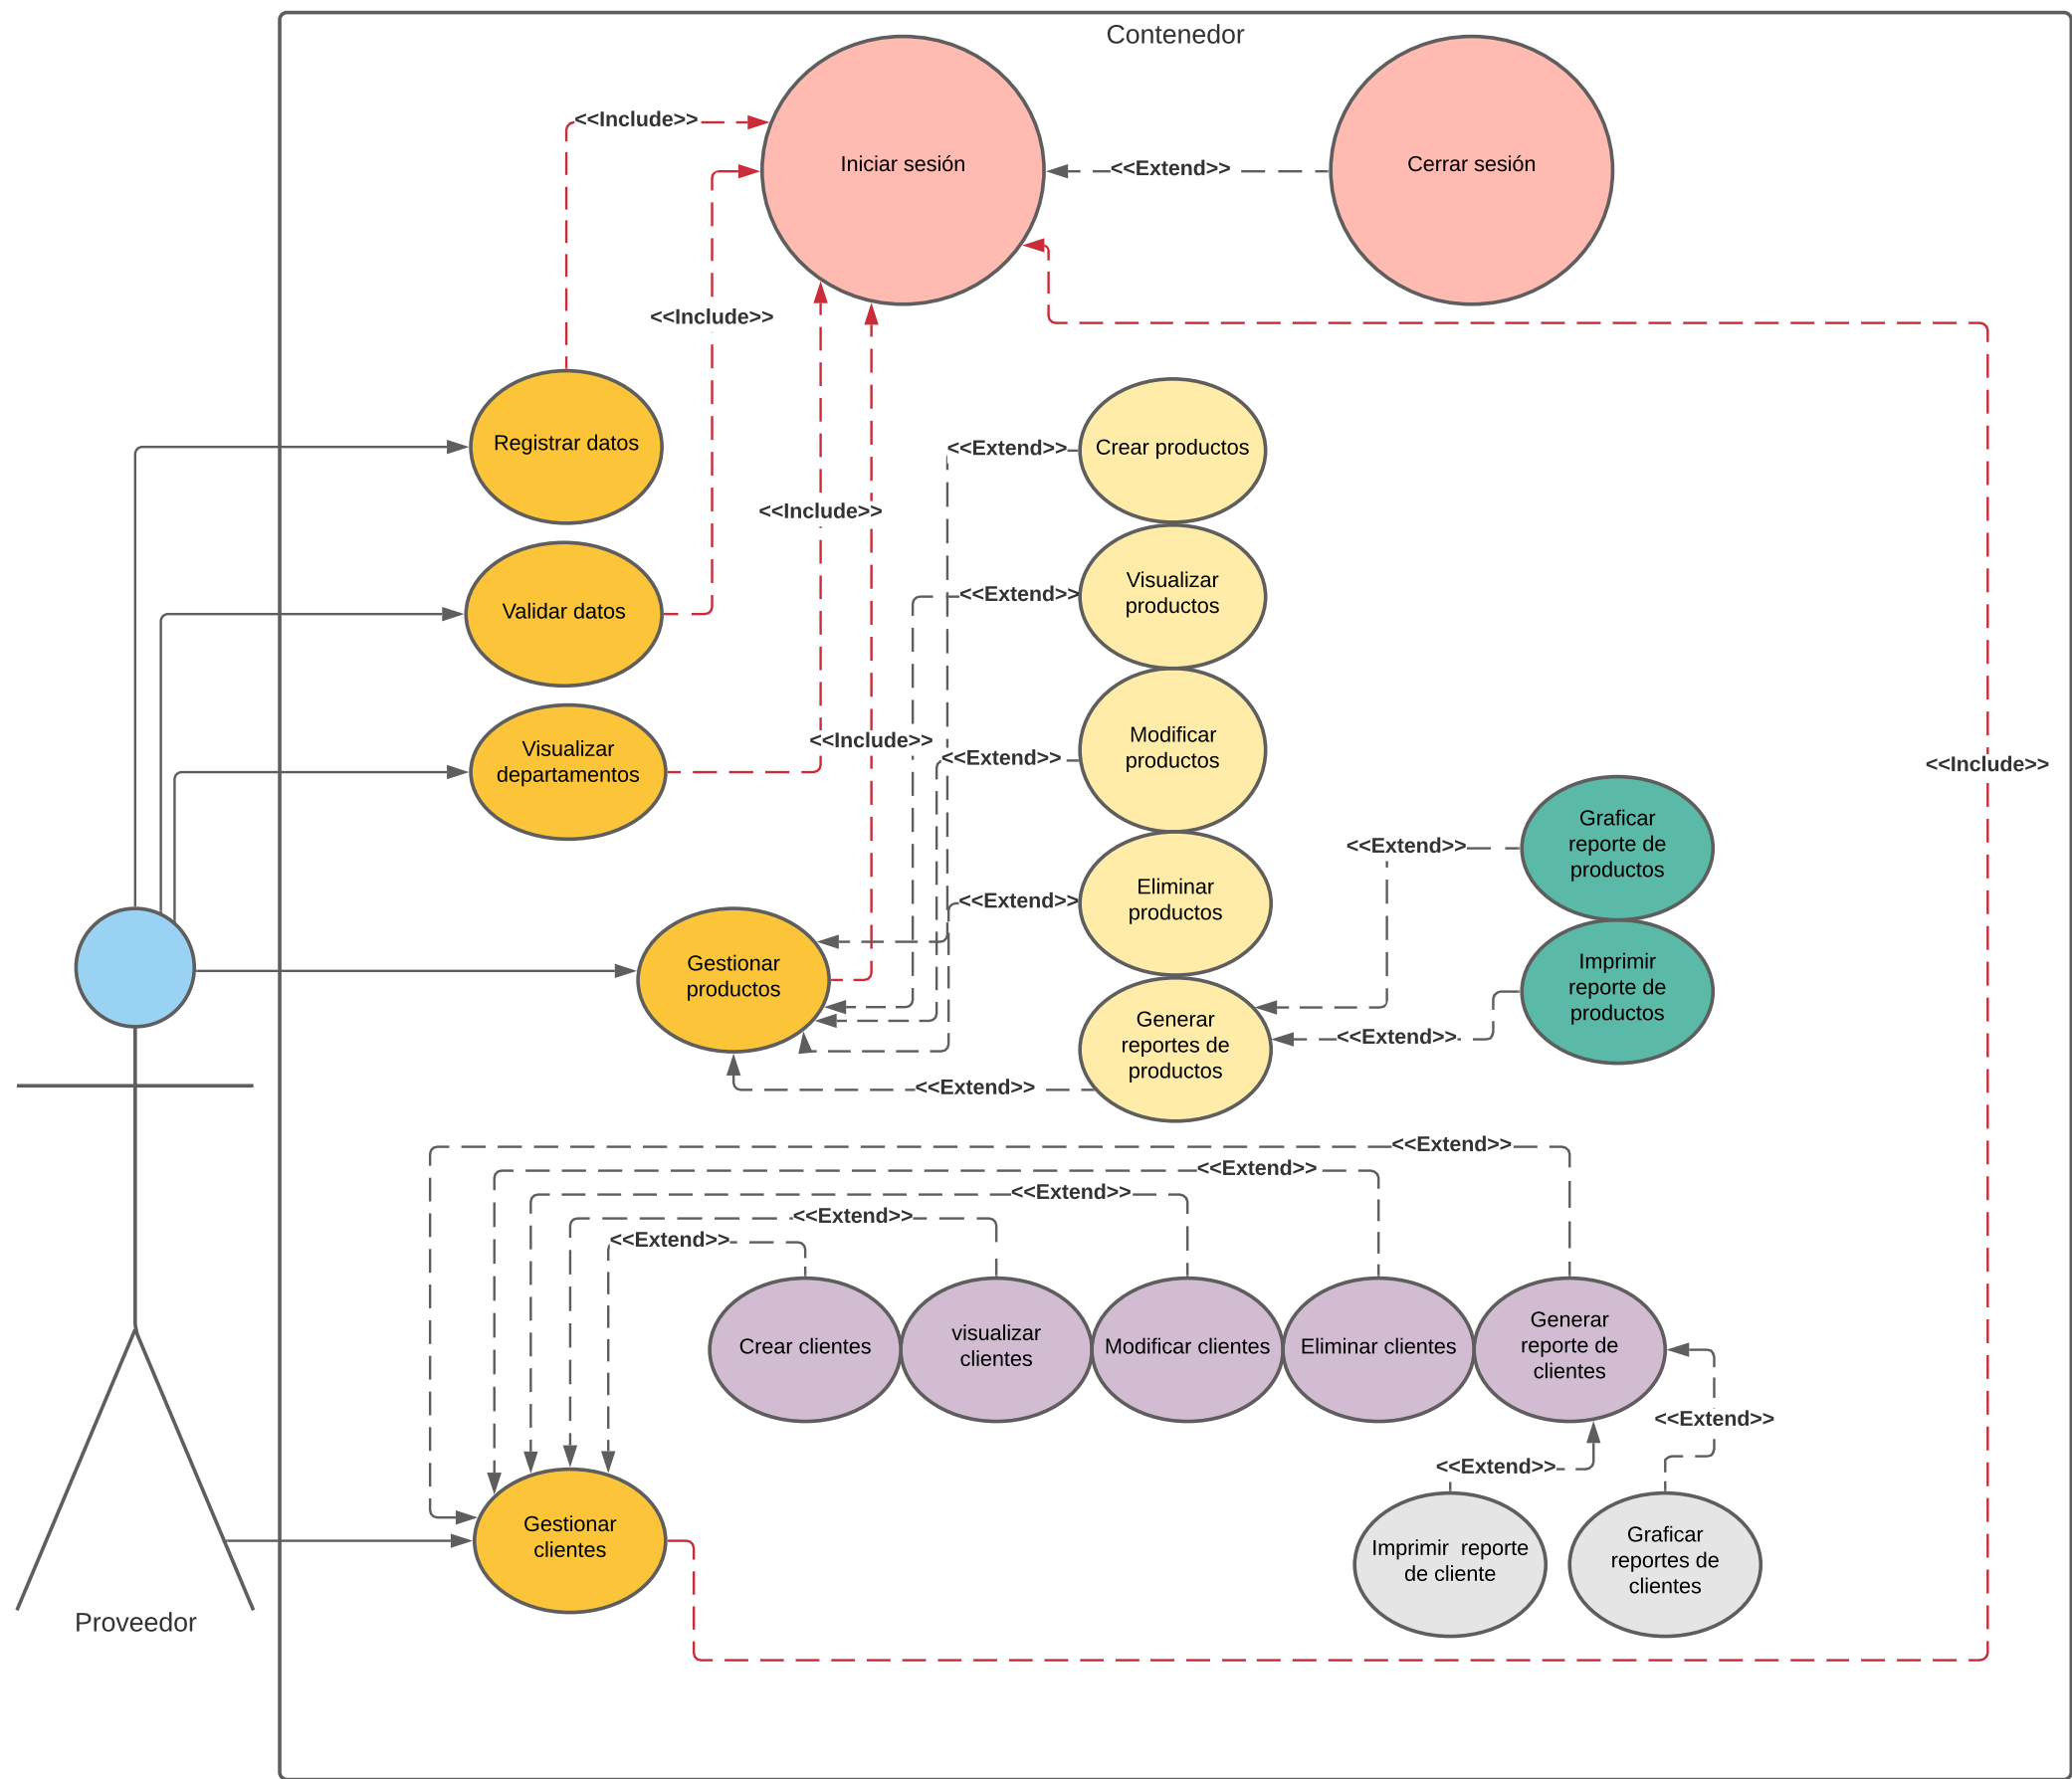 Contenedor
<<Include>>
Iniciar sesión
<<Extend>>
Cerrar sesión
<<Include>>
Registrar datos
<<Extend>>
Crear productos
<<Include>>
Validar datos
<<Extend>>
Visualizar
productos
Visualizar
departamentos
<<Include>>
<<Extend>>
Modificar
productos
<<Include>>
Graficar
reporte de
productos
<<Extend>>
Eliminar
productos
<<Extend>>
Gestionar
productos
Imprimir
reporte de
productos
Generar
reportes de
productos
<<Extend>>
<<Extend>>
<<Extend>>
<<Extend>>
<<Extend>>
<<Extend>>
<<Extend>>
Crear clientes
visualizar
clientes
Modificar clientes
Eliminar clientes
Generar
reporte de
clientes
<<Extend>>
<<Extend>>
Gestionar
clientes
Imprimir  reporte
de cliente
Graficar
reportes de
clientes
Proveedor